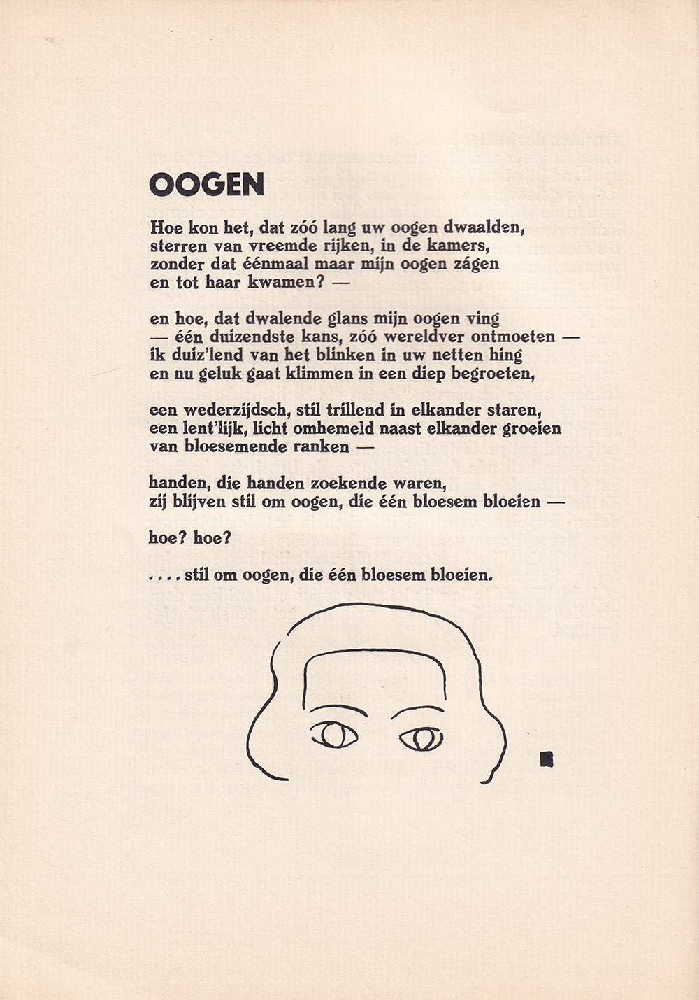 OOGEN
Hoe kon het, dat zóó lang uw oogen dwaalden,
sterren van vreemde rijken, in de kamers,
zonder dat éénmaal maar mijn oogen zágen
en tot haar kwamen? —
en hoe, dat dwalende glans mijn oogen ving
— één duizendste kans, zóó wereldver ontmoeten —
ik duiz'lend van het blinken in uw netten hing
en nu geluk gaat klimmen in een diep begroeten,
een wederzijdsch, stil trillend in elkander staren,
een lent'lijk, licht omhemeld naast elkander groeien
van bloesemende ranken —
handen, die handen zoekende waren,
zij blijven stil om oogen, die één bloesem bloeien —
hoe? hoe?
.... stil om oogen, die één bloesem bloeien.